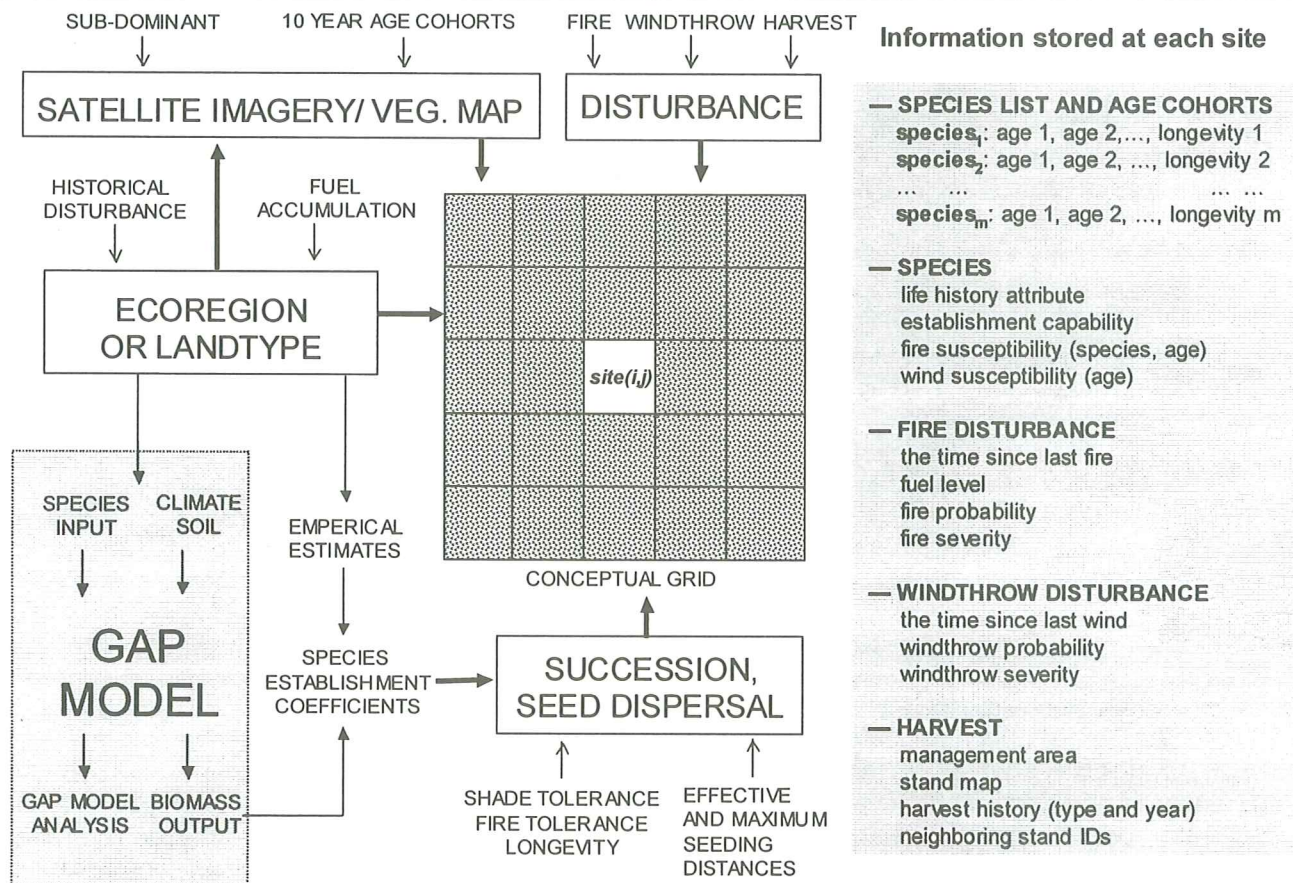 SUB-DOMINANT
10 YEAR AGE COHORTS
FIRE WINDTHROW HARVEST
SATELLITE IMAGERY/ VEG. MAP
DISTURBANCE
HISTORICAL
DISTURBANCE
FUEL
ACCUMULATION
ECOREGION
OR LANDTYPE
site(i,j)
CONCEPTUAL GRID
SPECIES
INPUT
CLIMATE
SOIL
EMPERICAL
ESTIMATES
GAP
MODEL
SPECIES
ESTABLISHMENT
COEFFICIENTS
SUCCESSION,
SEED DISPERSAL
GAP MODEL
ANALYSIS
BIOMASS
OUTPUT
SHADE TOLERANCE
FIRE TOLERANCE
LONGEVITY
EFFECTIVE
AND MAXIMUM
SEEDING
DISTANCES
Information stored at each site
— SPECIES LIST AND AGE COHORTS
species1: age 1, age 2,..., longevity 1
species2: age 1, age 2, ..., longevity 2
... ... ... ...
speciesm: age 1, age 2, ..., longevity m
— SPECIES
life history attribute
establishment capability
fire susceptibility (species, age)
wind susceptibility (age)
— FIRE DISTURBANCE
the time since last fire
fuel level
fire probability
fire severity
— WINDTHROW DISTURBANCE
the time since last wind
windthrow probability
windthrow severity
— HARVEST
management area
stand map
harvest history (type and year)
neighboring stand IDs